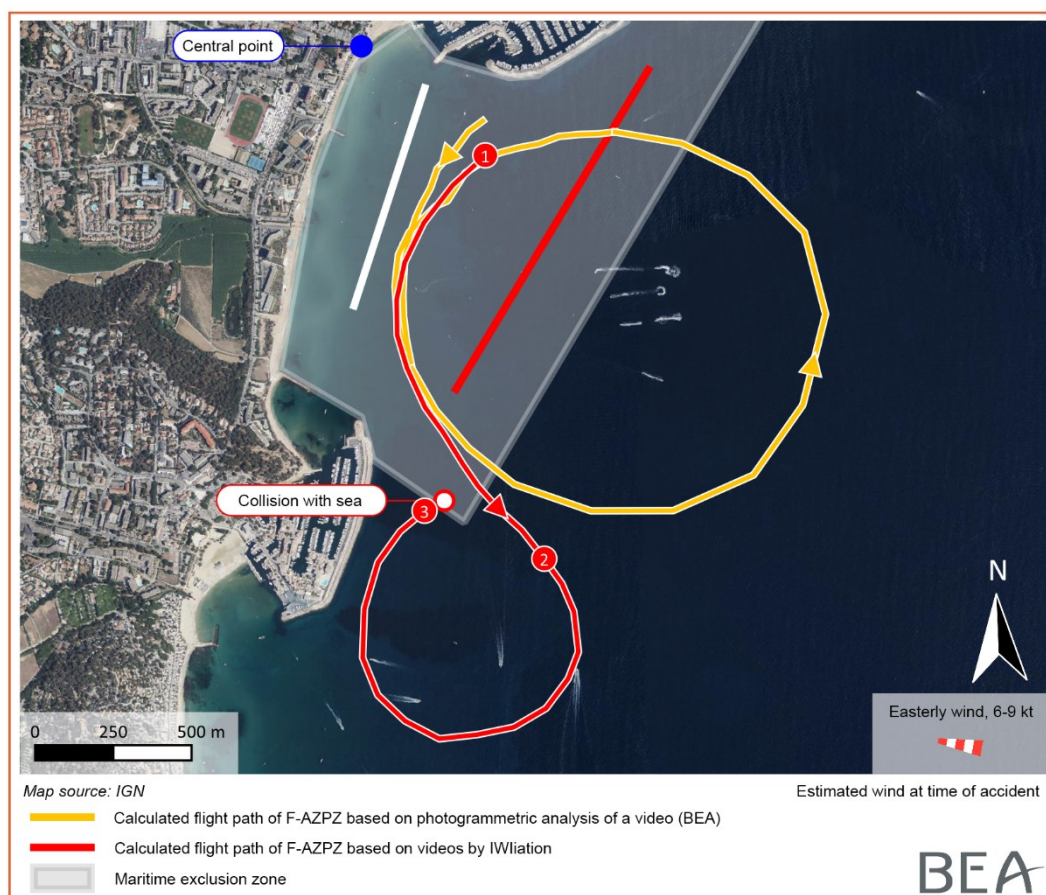 Central point
1
Collision with sea
3
2
N
0 250 500 m
Easterly wind, 6-9 kt
Map source: IGN
Estimated wind at time of accident
Calculated flight path of F-AZPZ based on photogrammetric analysis of a video (BEA)
Calculated flight path of F-AZPZ based on videos by IWIiation
Maritime exclusion zone
BEA